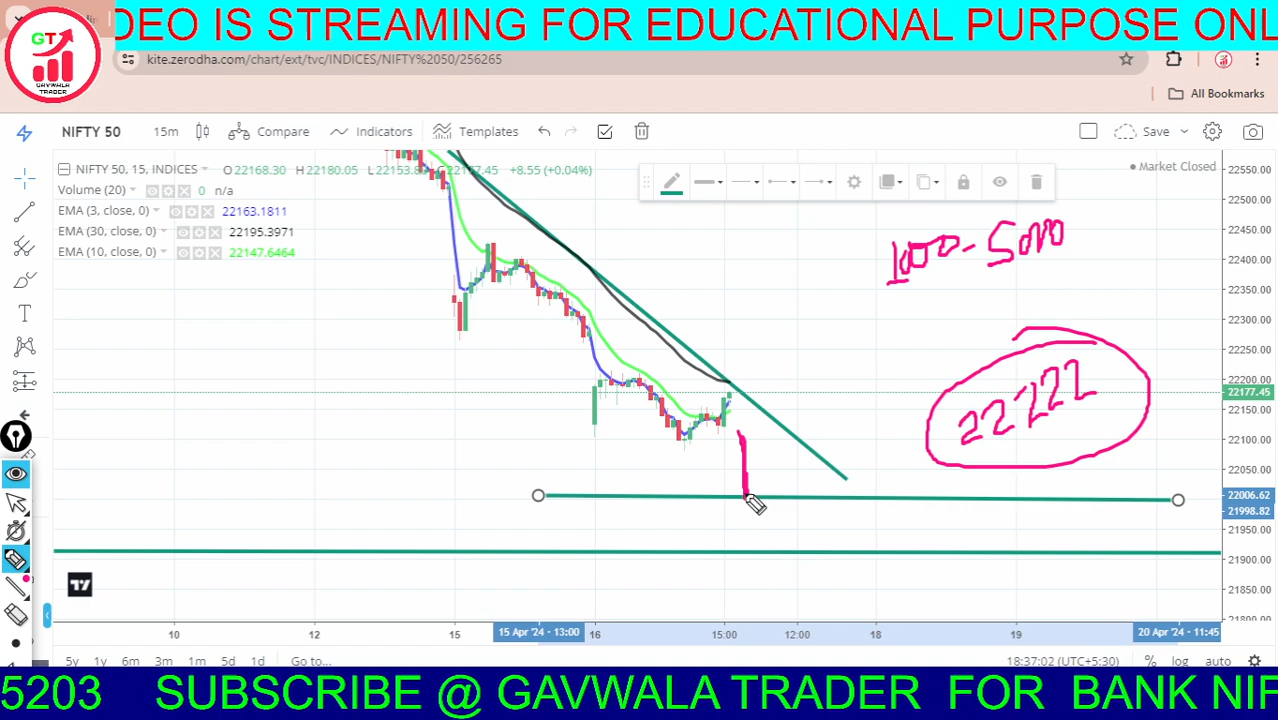 DEO IS STREAMING FOR EDUCATIONAL PURPOSE ONL
GT
GAVWALA
TRADER
kite.zerodha.com/chart/ext/tvc/INDICES/NIFTY%2050/256265
All Bookmarks
NIFTY 50 15m Compare Indicators Templates Save
NIFTY 50, 15, INDICES O22168.30 H22180.05 +8.55 (+0.04%)
Market Closed
Volume (20) 0 n/a
EMA (3, close, 0) 22163.1811
EMA (30, close, 0) 22195.3971
EMA (10, close, 0) 22147.6464
1000-5000
22222
22550.00
22500.00
22450.00
22400.00
22350.00
22300.00
22250.00
22200.00
22177.45
22150.00
22100.00
22050.00
22006.62
21998.82
21950.00
21900.00
21850.00
21800.00
10 12 15 15 Apr '24 - 13:00 16 15:00 12:00 18 19 20 Apr '24 - 11:45
5y 1y 6m 3m 1m 5d 1d Go to... 18:37:02 (UTC+5:30) % log auto
5203 SUBSCRIBE @ GAVWALA TRADER FOR BANK NIF